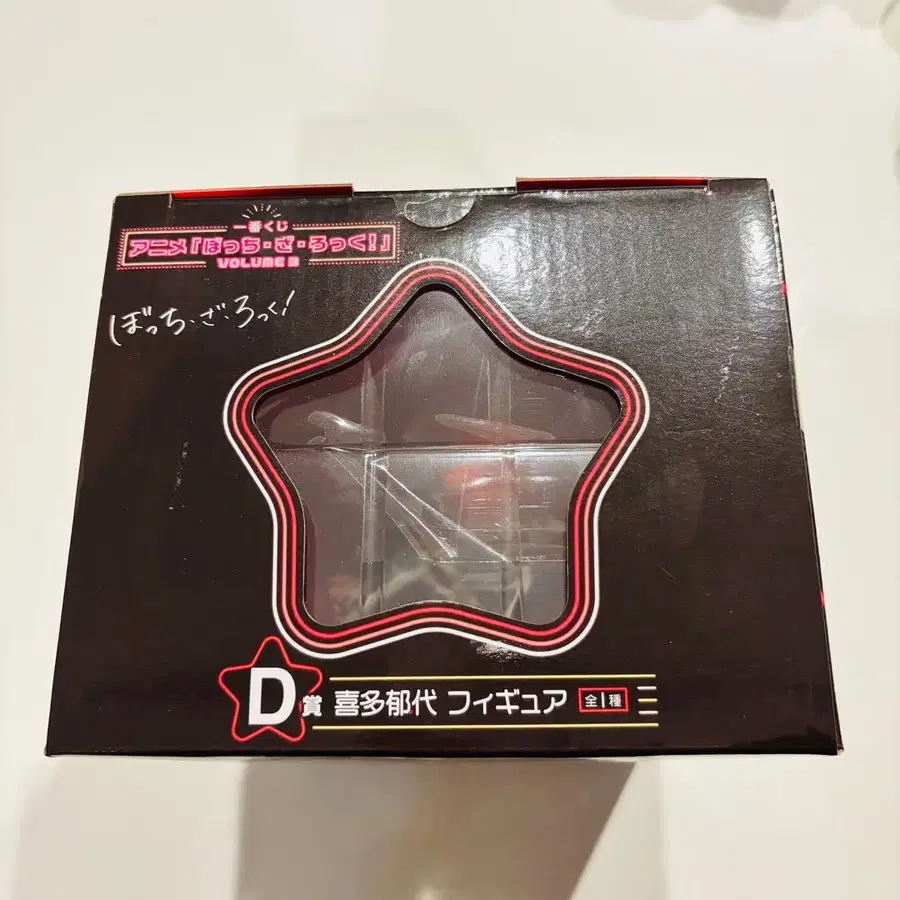 一番くじ
アニメ「ぼっち・ざ・ろっく!」
VOLUME 3
ぼっち・ざ・ろっく!
D賞 喜多郁代 フィギュア 全1種